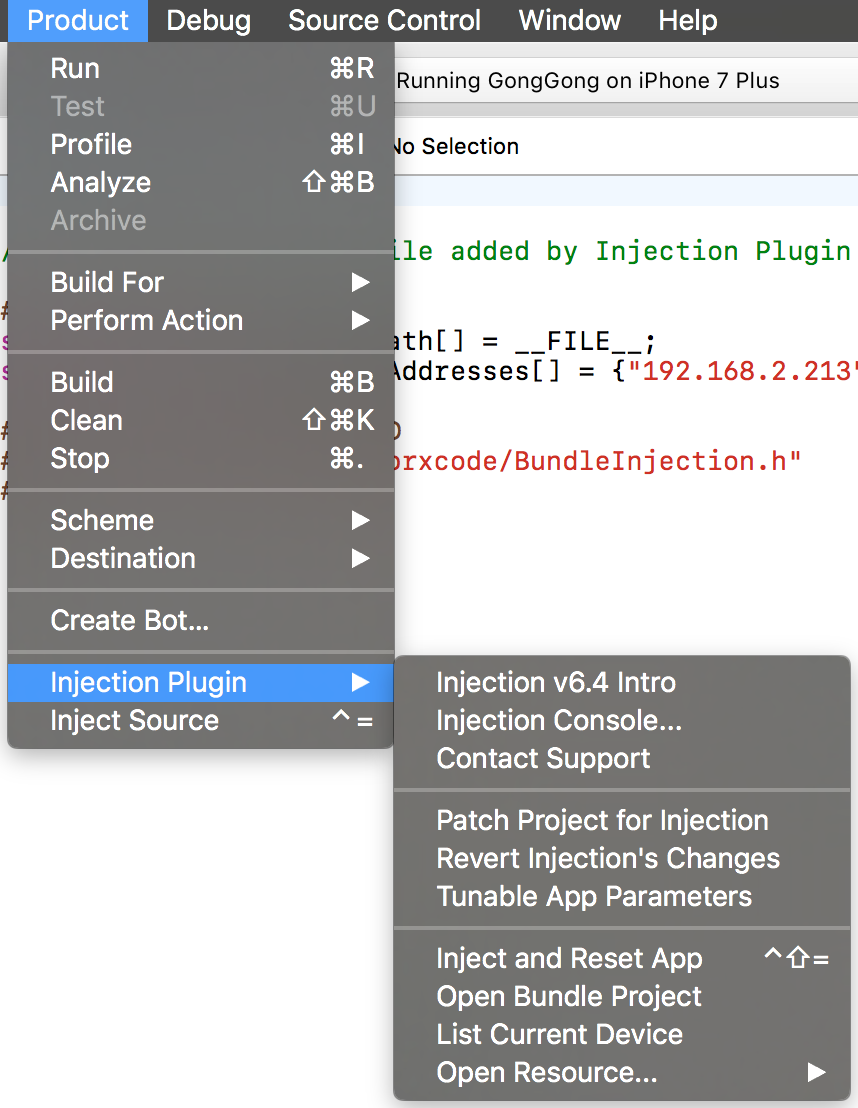 Product Debug Source Control Window Help
Run ⌘R
Running GongGong on iPhone 7 Plus
Test ⌘U
Profile ⌘I
No Selection
Analyze ⇧⌘B
Archive
added by Injection Plugin
Build For ▶
Perform Action ▶
[] = __FILE__;
Addresses[] = {"192.168.2.213"
Build ⌘B
Clean ⇧⌘K
Stop ⌘.
/BundleInjection.h"
Scheme ▶
Destination ▶
Create Bot...
Injection Plugin ▶
Inject Source ^ =
Injection v6.4 Intro
Injection Console...
Contact Support
Patch Project for Injection
Revert Injection's Changes
Tunable App Parameters
Inject and Reset App ^⇧=
Open Bundle Project
List Current Device
Open Resource... ▶